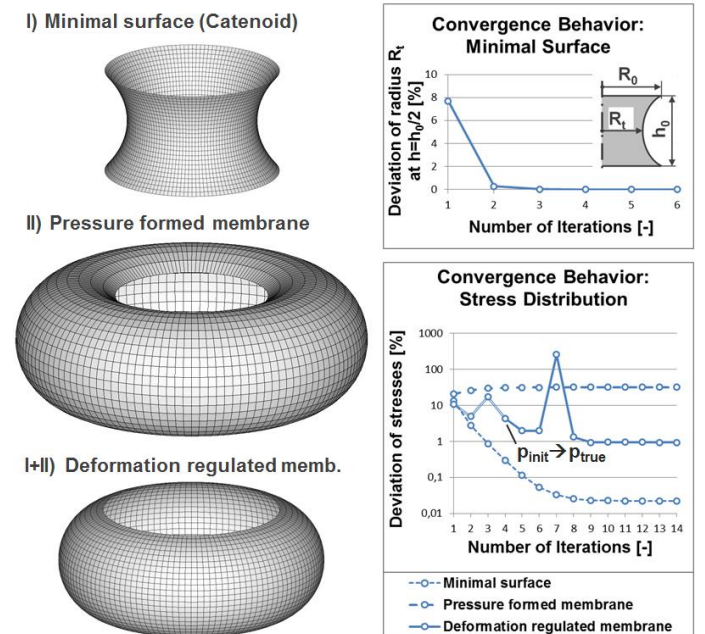 I) Minimal surface (Catenoid)
II) Pressure formed membrane
I+II) Deformation regulated memb.
Convergence Behavior:
Minimal Surface
Deviation of radius Rt
at h=h0/2 [%]
10
8
6
4
2
0
1 2 3 4 5 6
Number of Iterations [-]
R0
Rt
h0
Convergence Behavior:
Stress Distribution
Deviation of stresses [%]
1000
100
10
1
0,1
0,01
pinit→ptrue
1 2 3 4 5 6 7 8 9 10 11 12 13 14
Number of Iterations [-]
Minimal surface
Pressure formed membrane
Deformation regulated membrane